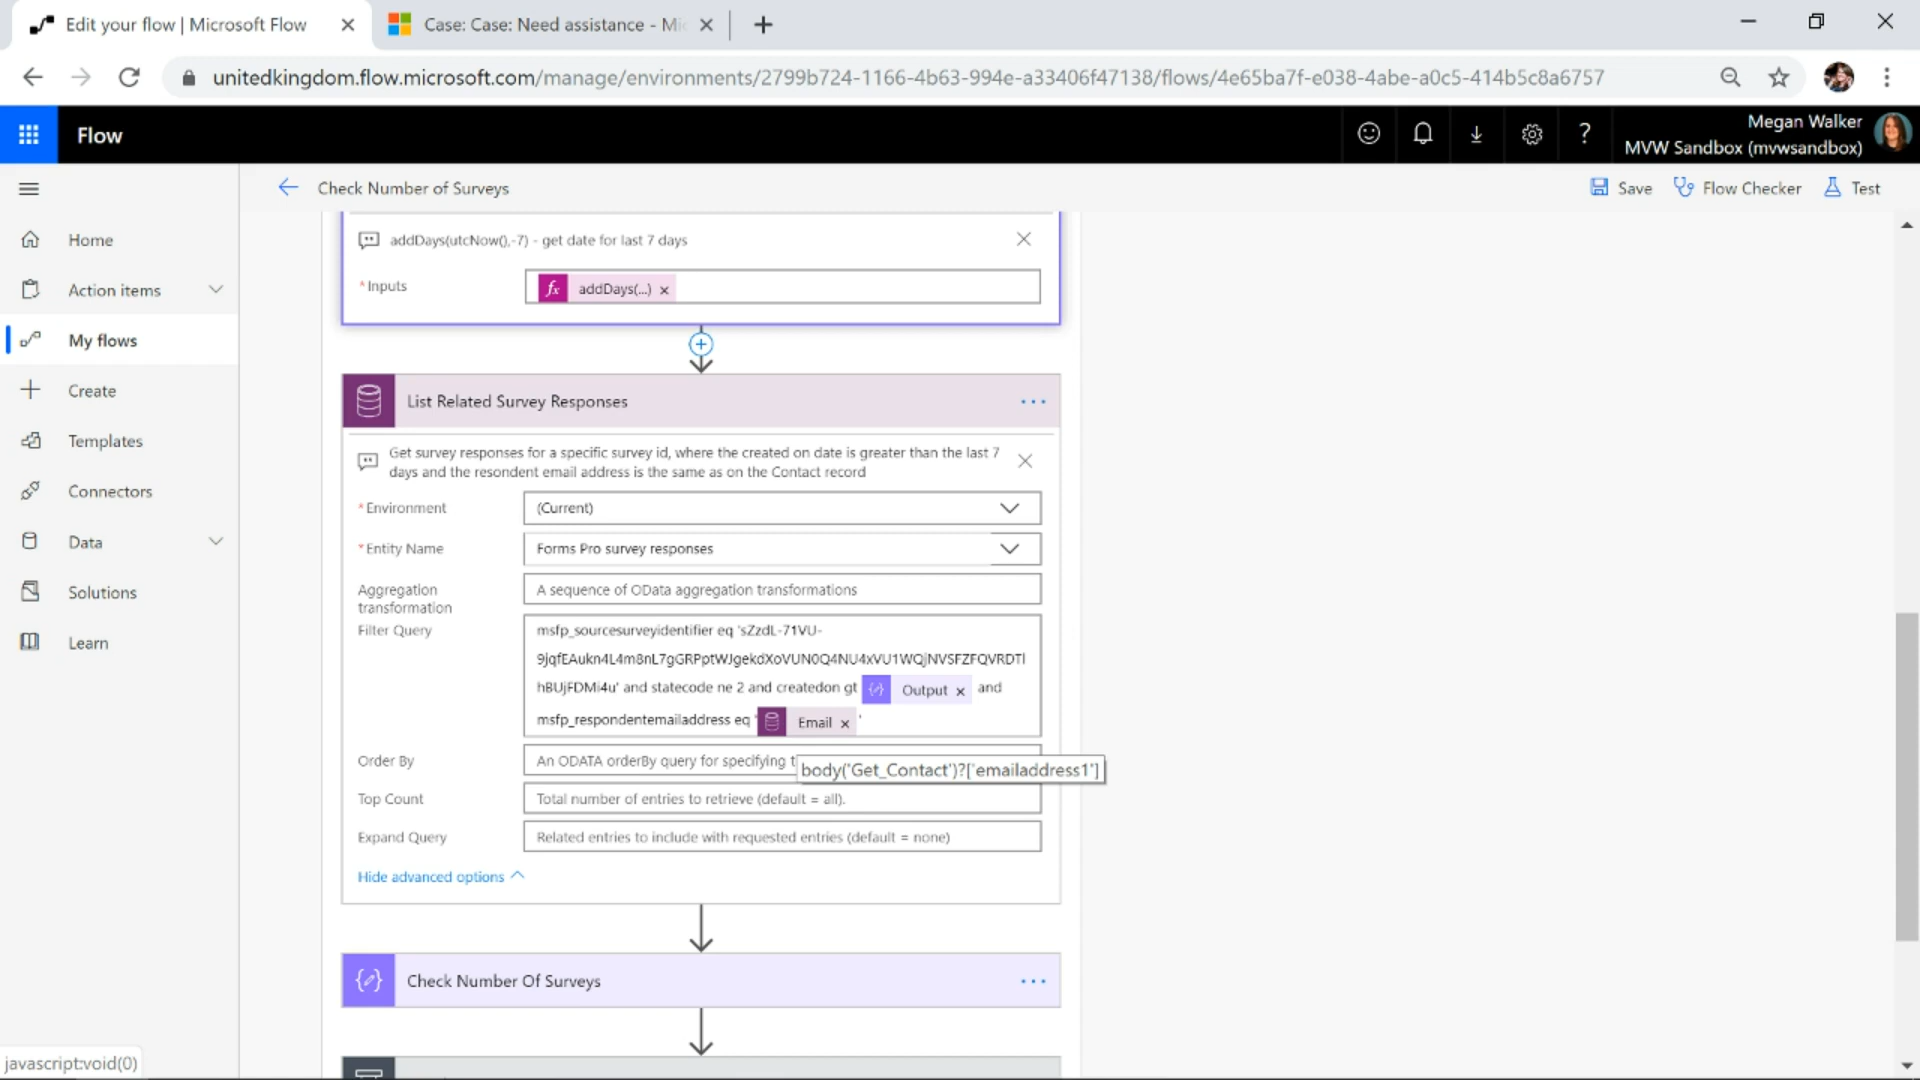 Edit your flow | Microsoft Flow
Case: Case: Need assistance - Mic
unitedkingdom.flow.microsoft.com/manage/environments/2799b724-1166-4b63-994e-a33406f47138/flows/4e65ba7f-e038-4abe-a0c5-414b5c8a6757
Flow
?
Megan Walker
MVW Sandbox (mvwsandbox)
Check Number of Surveys
Save
Flow Checker
Test
Home
Action items
My flows
Create
Templates
Connectors
Data
Solutions
Learn
addDays(utcNow(),-7) - get date for last 7 days
*Inputs
fx addDays(...) x
List Related Survey Responses
...
Get survey responses for a specific survey id, where the created on date is greater than the last 7
days and the resondent email address is the same as on the Contact record
*Environment
(Current)
*Entity Name
Forms Pro survey responses
Aggregation
transformation
A sequence of OData aggregation transformations
Filter Query
msfp_sourcesurveyidentifier eq 'sZzdL-71VU-
9jqfEAukn4L4m8nL7gGRPptWJgekdXoVUN0Q4NU4xVU1WQjNVSFZFQVRDTl
hBUjFDMi4u' and statecode ne 2 and createdon gt Output x and
msfp_respondentemailaddress eq ' Email x '
Order By
An ODATA orderBy query for specifying t
body('Get_Contact')?['emailaddress1']
Top Count
Total number of entries to retrieve (default = all).
Expand Query
Related entries to include with requested entries (default = none)
Hide advanced options
Check Number Of Surveys
...
javascript:void(0)